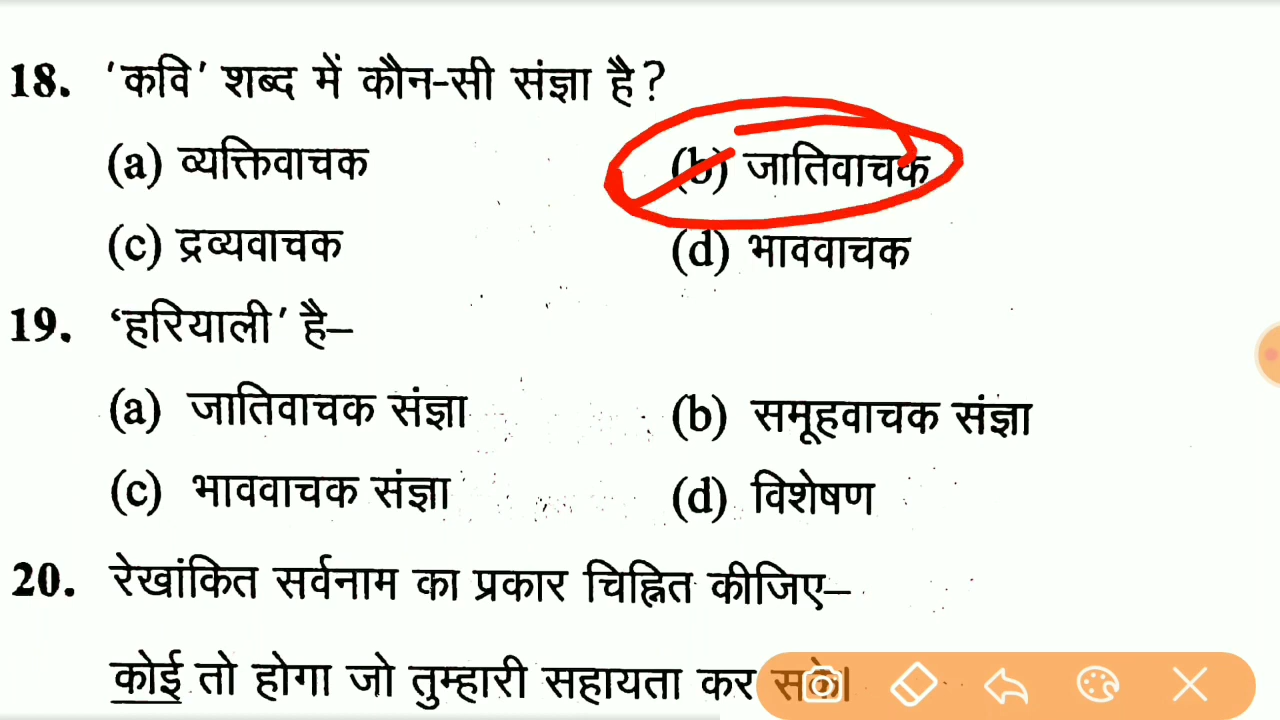 18. 'कवि' शब्द में कौन-सी संज्ञा है?
(a) व्यक्तिवाचक (b) जातिवाचक
(c) द्रव्यवाचक (d) भाववाचक
19. 'हरियाली' है–
(a) जातिवाचक संज्ञा (b) समूहवाचक संज्ञा
(c) भाववाचक संज्ञा (d) विशेषण
20. रेखांकित सर्वनाम का प्रकार चिह्नित कीजिए–
कोई तो होगा जो तुम्हारी सहायता कर सके।